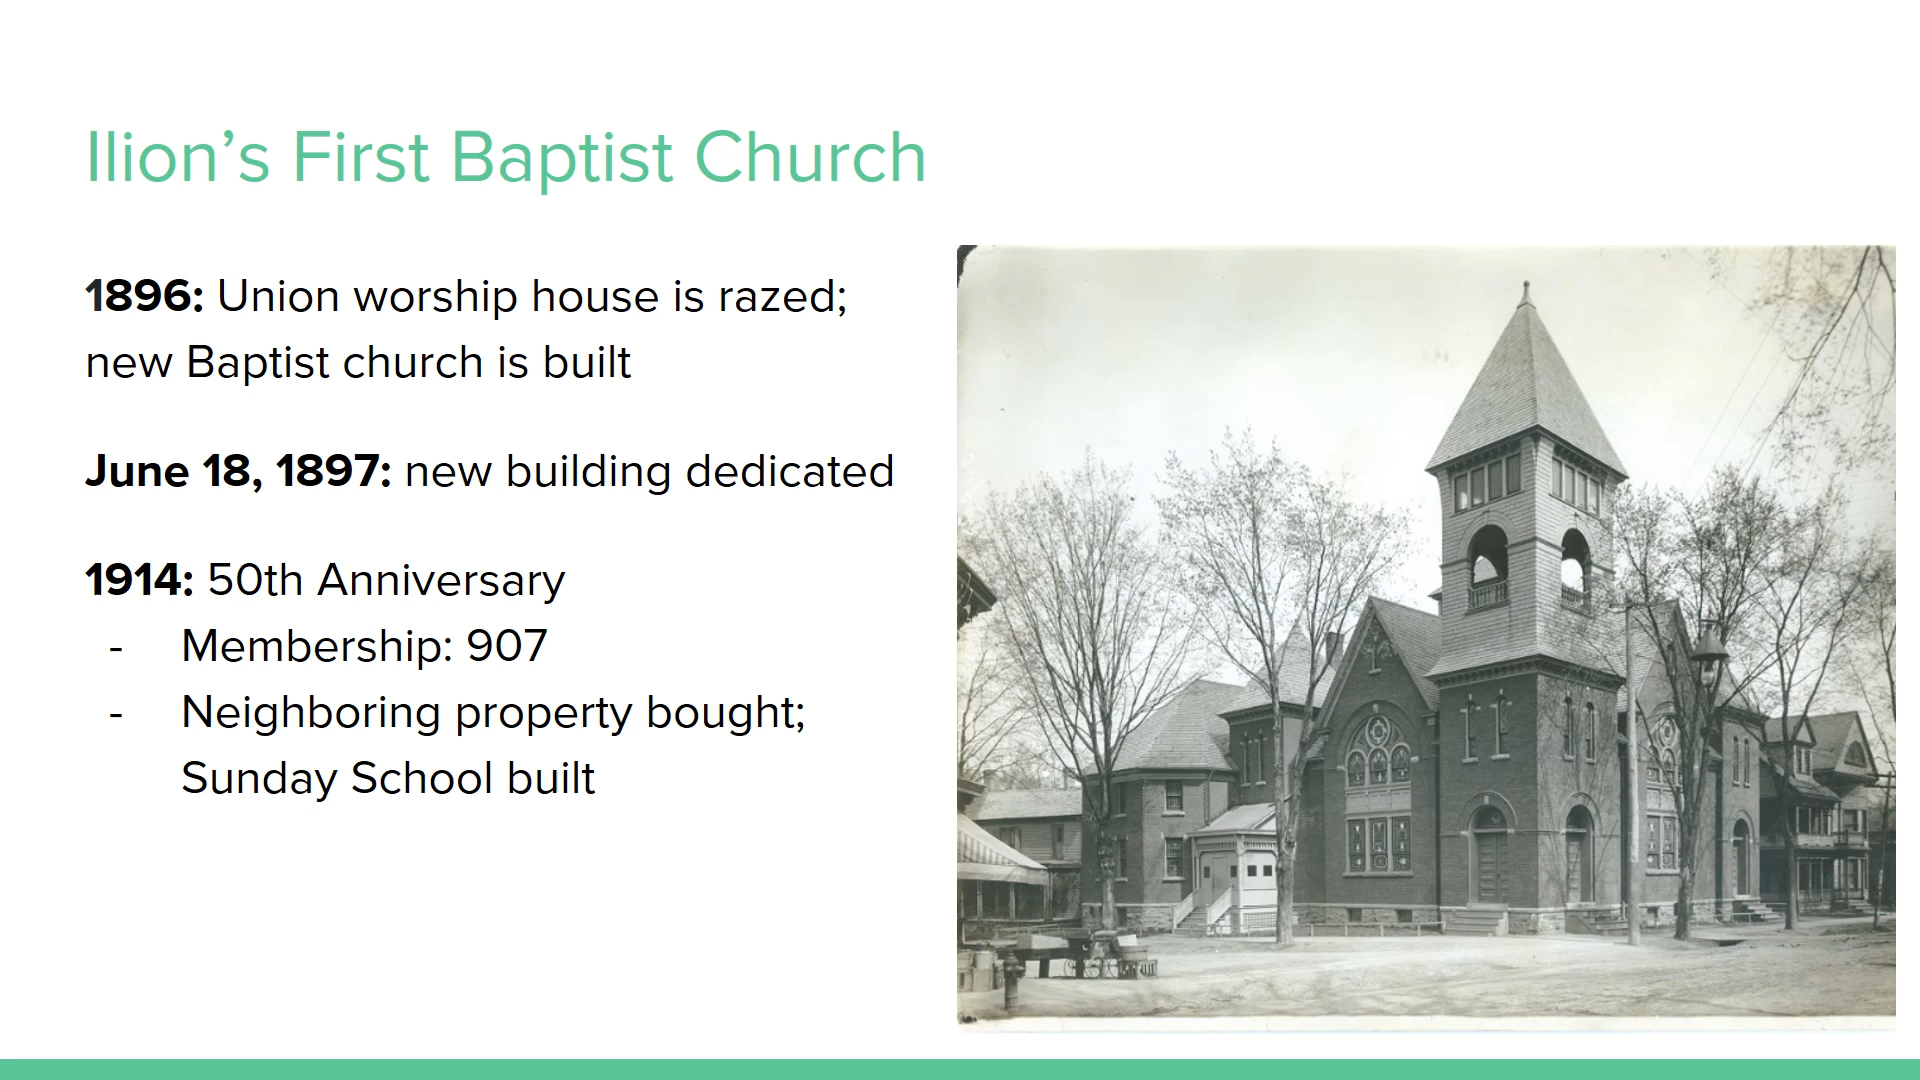 Ilion’s First Baptist Church
1896: Union worship house is razed;
new Baptist church is built
June 18, 1897: new building dedicated
1914: 50th Anniversary
- Membership: 907
- Neighboring property bought;
Sunday School built